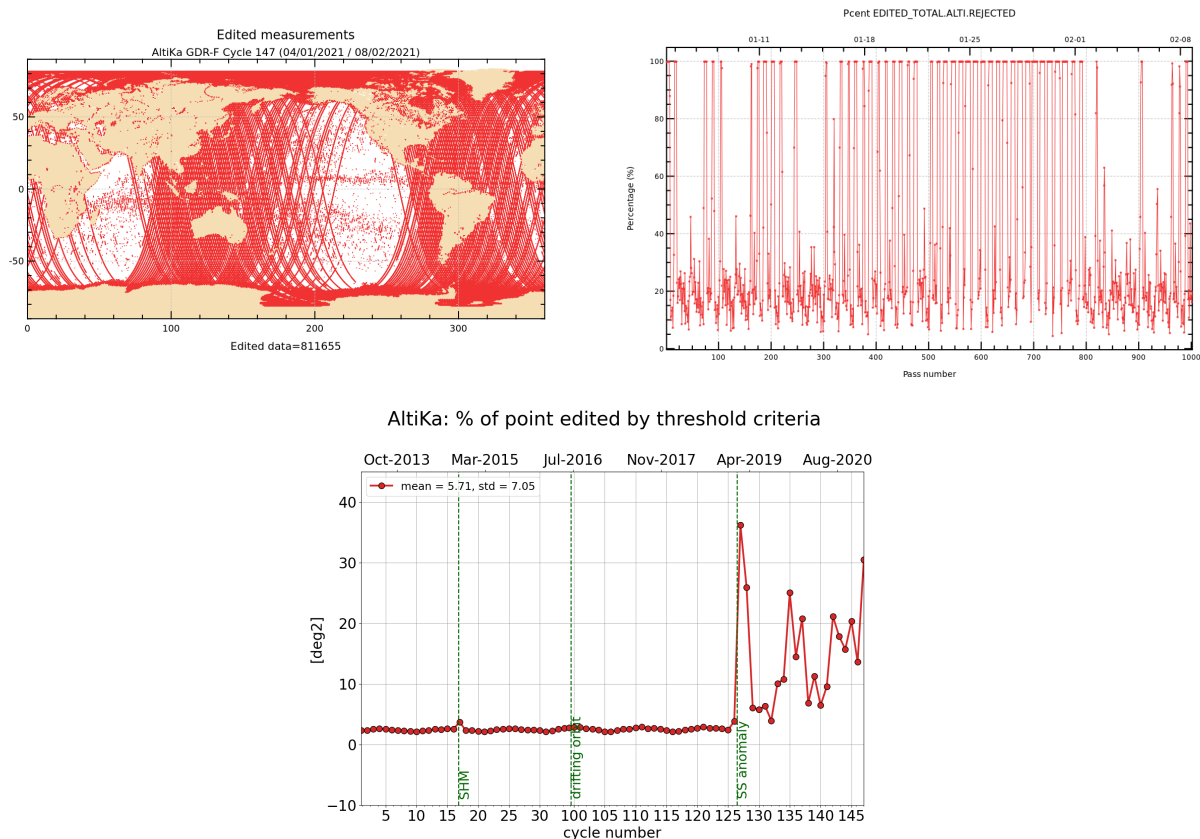 Edited measurements
AltiKa GDR-F Cycle 147 (04/01/2021 / 08/02/2021)
50
0
-50
0 100 200 300
Edited data=811655
Pcent EDITED_TOTAL.ALTI.REJECTED
01-11 01-18 01-25 02-01 02-08
Percentage (%)
100
80
60
40
20
0
100 200 300 400 500 600 700 800 900 1000
Pass number
AltiKa: % of point edited by threshold criteria
Oct-2013 Mar-2015 Jul-2016 Nov-2017 Apr-2019 Aug-2020
mean = 5.71, std = 7.05
[deg2]
40
30
20
10
0
−10
SHM
drifting orbit
SS anomaly
5 10 15 20 25 30 100 105 110 115 120 125 130 135 140 145
cycle number